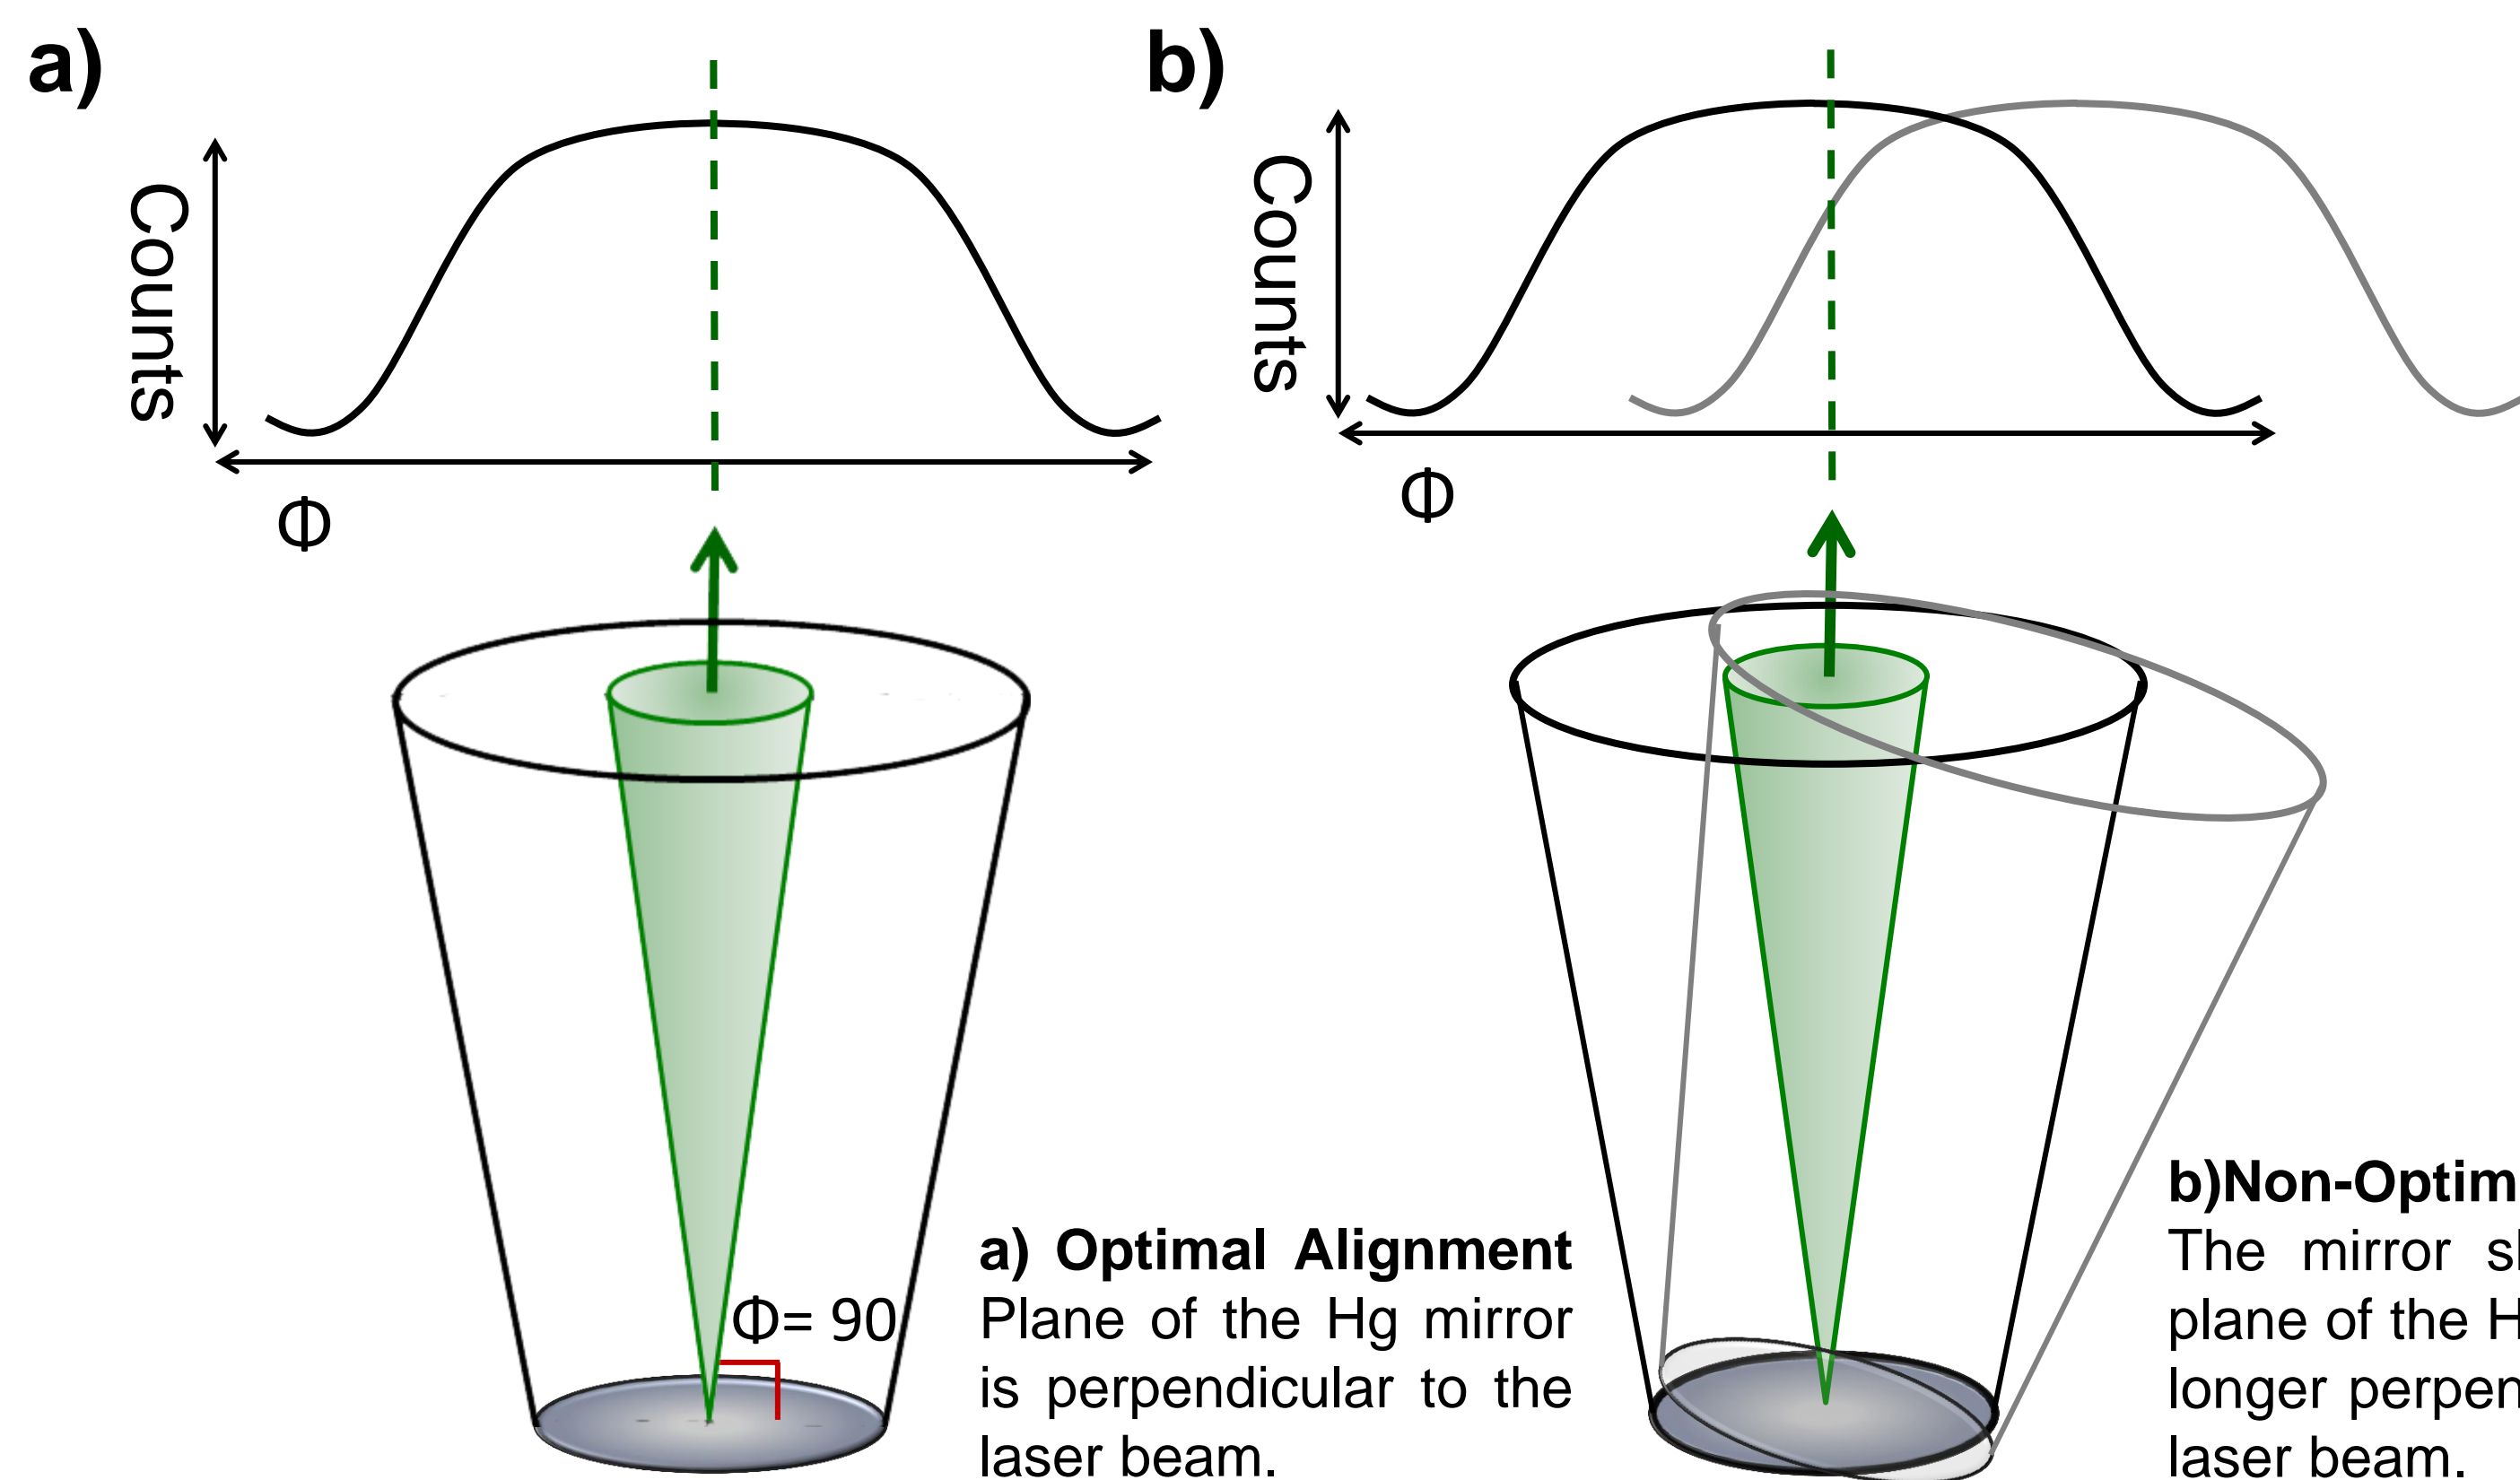 a)
Counts
Φ
b)
Counts
Φ
Φ= 90
a) Optimal Alignment
Plane of the Hg mirror
is perpendicular to the
laser beam.
b)Non-Optim
The mirror
plane of the H
longer perpen
laser beam.